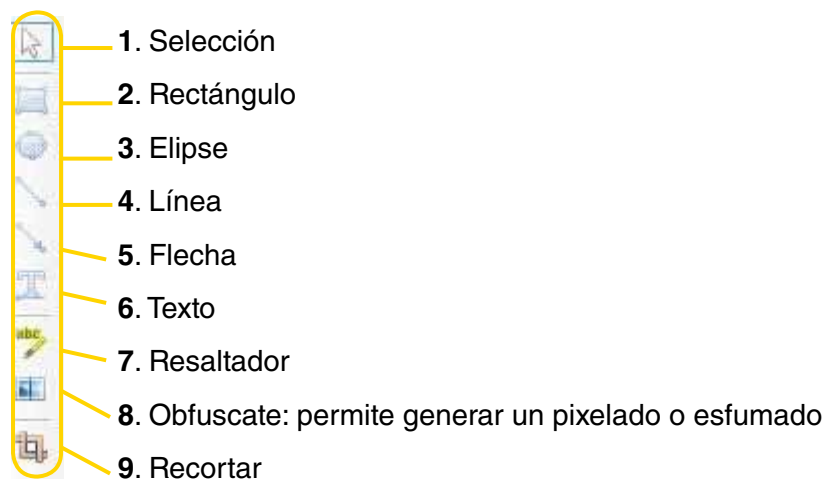 1. Selección
2. Rectángulo
3. Elipse
4. Línea
5. Flecha
T
6. Texto
abc
7. Resaltador
8. Obfuscate: permite generar un pixelado o esfumado
9. Recortar